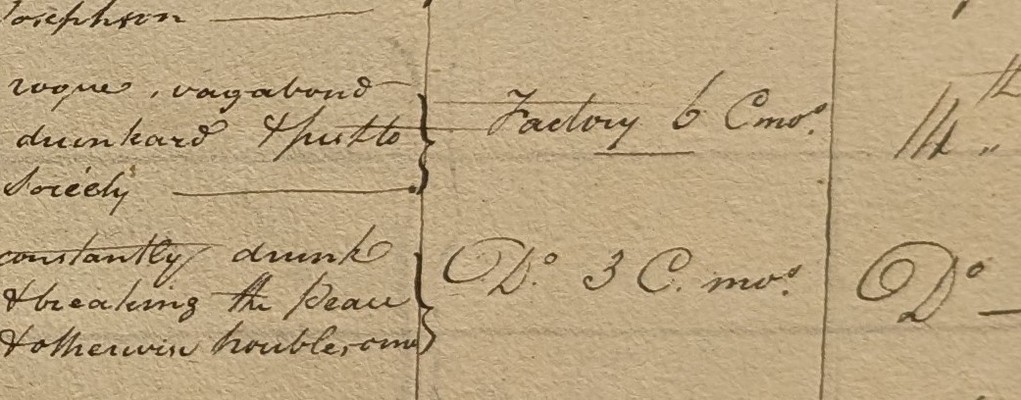 Josephson
rogue, vagabond
drunkard & pest to
Society
Factory 6 Cmos.
14th
constantly drunk
& breaking the peace
& otherwise troublesome
Do. 3 C. mos.
Do